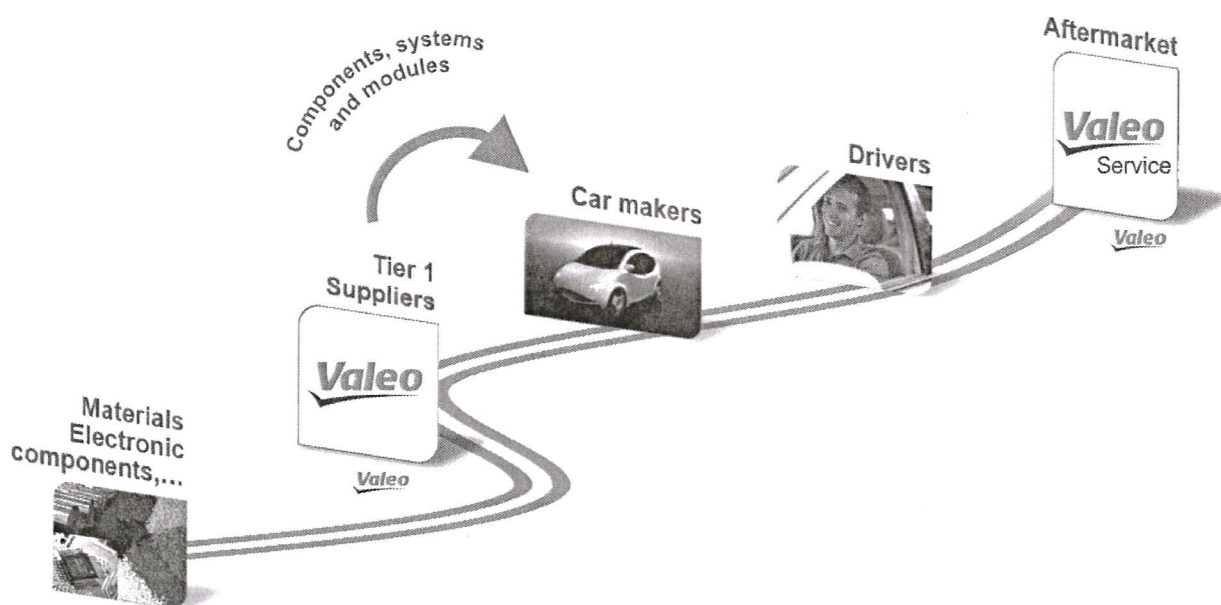 Components, systems
and modules
Aftermarket
Valeo
Service
Valeo
Drivers
Car makers
Tier 1
Suppliers
Valeo
Valeo
Materials
Electronic
components,...